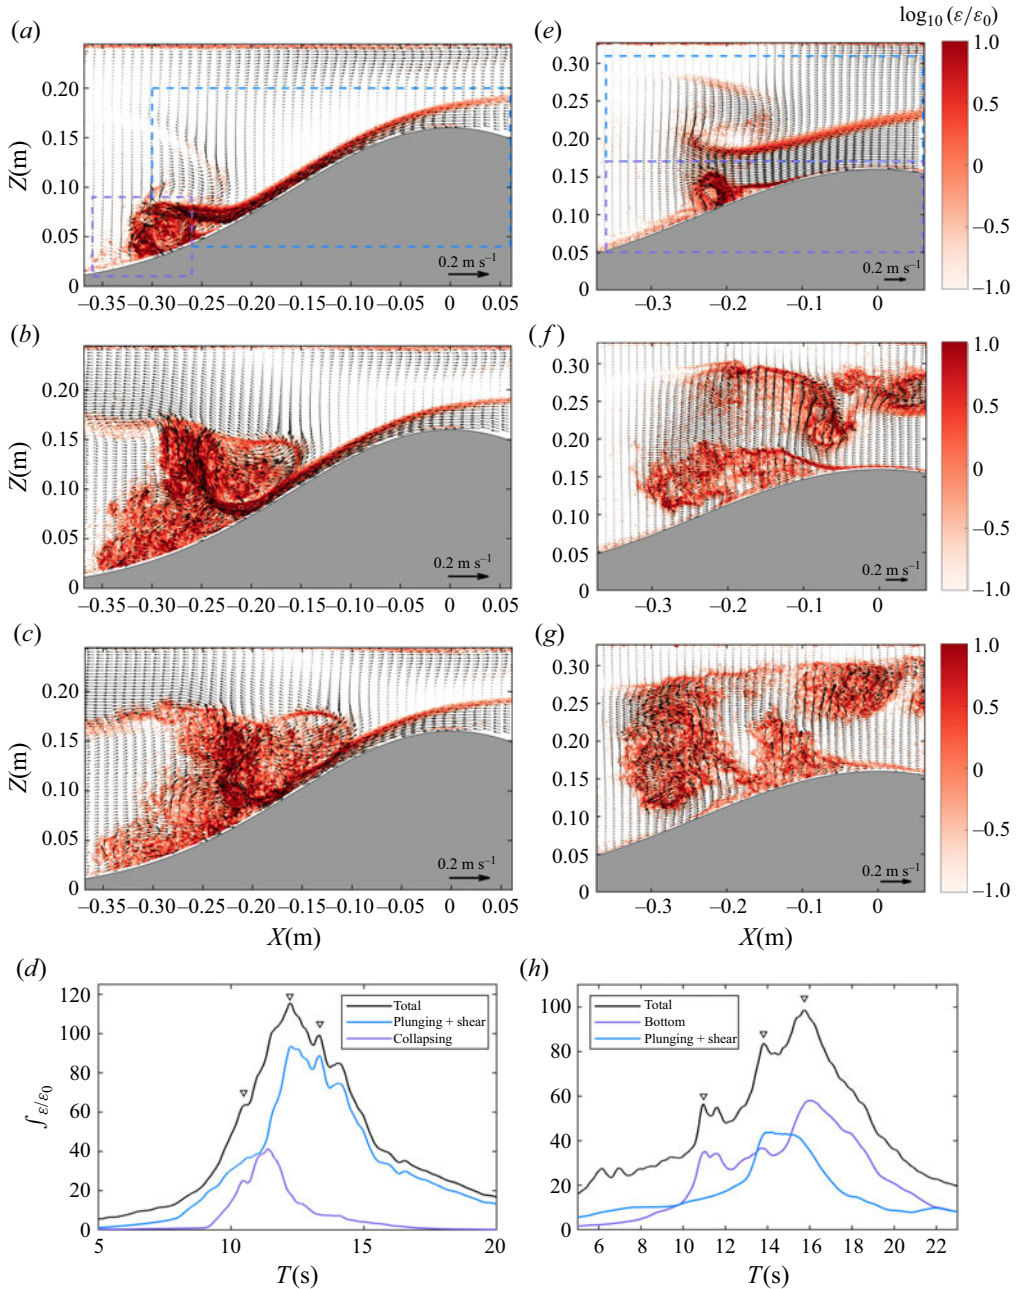 (a)
(e)
log10 (ε/ε0)
0.20
0.15
0.10
0.05
0
Z(m)
0.2 m s−1
−0.35 −0.30 −0.25 −0.20 −0.15 −0.10 −0.05 0 0.05
0.30
0.25
0.20
0.15
0.10
0.05
0
Z(m)
0.2 m s−1
−0.3 −0.2 −0.1 0
1.0
0.5
0
−0.5
−1.0
(b)
(f)
0.20
0.15
0.10
0.05
0
Z(m)
0.2 m s−1
−0.35 −0.30 −0.25 −0.20 −0.15 −0.10 −0.05 0 0.05
0.30
0.25
0.20
0.15
0.10
0.05
0
0.2 m s−1
−0.3 −0.2 −0.1 0
1.0
0.5
0
−0.5
−1.0
(c)
(g)
0.20
0.15
0.10
0.05
0
Z(m)
0.2 m s−1
−0.35 −0.30 −0.25 −0.20 −0.15 −0.10 −0.05 0 0.05
X(m)
0.30
0.25
0.20
0.15
0.10
0.05
0
0.2 m s−1
−0.3 −0.2 −0.1 0
X(m)
1.0
0.5
0
−0.5
−1.0
(d)
120
100
80
60
40
20
0
∫ ε/ε0
Total
Plunging + shear
Collapsing
5 10 15 20
T(s)
(h)
100
80
60
40
20
0
Total
Bottom
Plunging + shear
6 8 10 12 14 16 18 20 22
T(s)